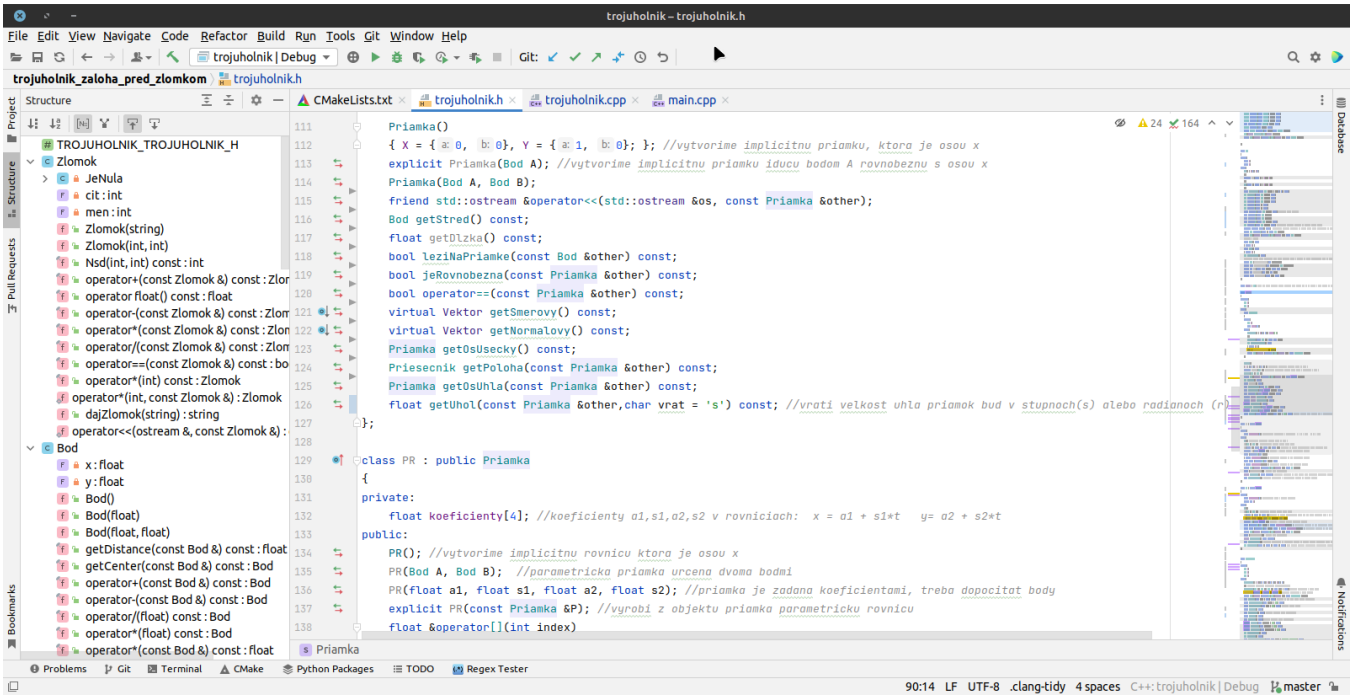 trojuholnik – trojuholnik.h
File Edit View Navigate Code Refactor Build Run Tools Git Window Help
trojuholnik | Debug Git:
trojuholnik_zaloha_pred_zlomkom trojuholnik.h
Project
Structure
Pull Requests
Bookmarks
Structure
TROJUHOLNIK_TROJUHOLNIK_H
Zlomok
JeNula
cit : int
men : int
Zlomok(string)
Zlomok(int, int)
Nsd(int, int) const : int
operator+(const Zlomok &) const : Zlor
operator float() const : float
operator-(const Zlomok &) const : Zlom
operator*(const Zlomok &) const : Zlon
operator/(const Zlomok &) const : Zlom
operator==(const Zlomok &) const : bo
operator*(int) const : Zlomok
operator*(int, const Zlomok &) : Zlomok
dajZlomok(string) : string
operator<<(ostream &, const Zlomok &) :
Bod
x : float
y : float
Bod()
Bod(float)
Bod(float, float)
getDistance(const Bod &) const : float
getCenter(const Bod &) const : Bod
operator+(const Bod &) const : Bod
operator-(const Bod &) const : Bod
operator/(float) const : Bod
operator*(float) const : Bod
operator*(const Bod &) const : float
CMakeLists.txt trojuholnik.h trojuholnik.cpp main.cpp
24 164
111 Priamka()
112 { X = { a: 0, b: 0}, Y = { a: 1, b: 0}; }; //vytvorime implicitnu priamku, ktora je osou x
113 explicit Priamka(Bod A); //vytvorime implicitnu priamku iducu bodom A rovnobeznu s osou x
114 Priamka(Bod A, Bod B);
115 friend std::ostream &operator<<(std::ostream &os, const Priamka &other);
116 Bod getStred() const;
117 float getDlzka() const;
118 bool leziNaPriamke(const Bod &other) const;
119 bool jeRovnobezna(const Priamka &other) const;
120 bool operator==(const Priamka &other) const;
121 virtual Vektor getSmerovy() const;
122 virtual Vektor getNormalovy() const;
123 Priamka getOsUsecky() const;
124 Priesecnik getPoloha(const Priamka &other) const;
125 Priamka getOsUhla(const Priamka &other) const;
126 float getUhol(const Priamka &other,char vrat = 's') const; //vrati velkost uhla priamok bud v stupnoch(s) alebo radianoch (r)
127 };
128
129 class PR : public Priamka
130 {
131 private:
132 float koeficienty[4]; //koeficienty a1,s1,a2,s2 v rovniciach: x = a1 + s1*t y= a2 + s2*t
133 public:
134 PR(); //vytvorime implicitnu rovnicu ktora je osou x
135 PR(Bod A, Bod B); //parametricka priamka urcena dvoma bodmi
136 PR(float a1, float s1, float a2, float s2); //priamka je zadana koeficientami, treba dopocitat body
137 explicit PR(const Priamka &P); //vyrobi z objektu priamka parametricku rovnicu
138 float &operator[](int index)
Priamka
Database
Notifications
Problems Git Terminal CMake Python Packages TODO Regex Tester
90:14 LF UTF-8 .clang-tidy 4 spaces C++: trojuholnik | Debug master